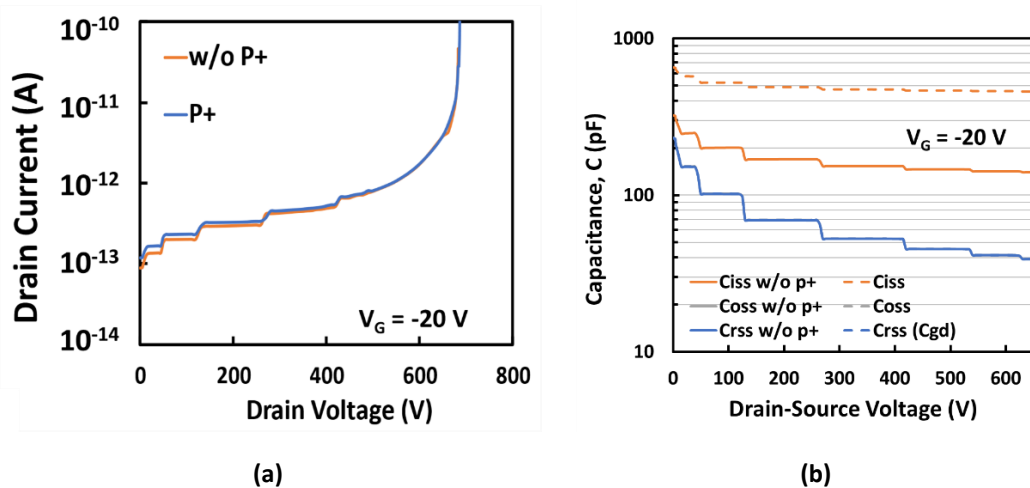 Drain Current (A)
10⁻¹⁰
10⁻¹¹
10⁻¹²
10⁻¹³
10⁻¹⁴
w/o P+
P+
V_G = -20 V
0 200 400 600 800
Drain Voltage (V)
(a)
Capacitance, C (pF)
1000
100
10
V_G = -20 V
Ciss w/o p+ Ciss
Coss w/o p+ Coss
Crss w/o p+ Crss (Cgd)
0 100 200 300 400 500 600
Drain-Source Voltage (V)
(b)